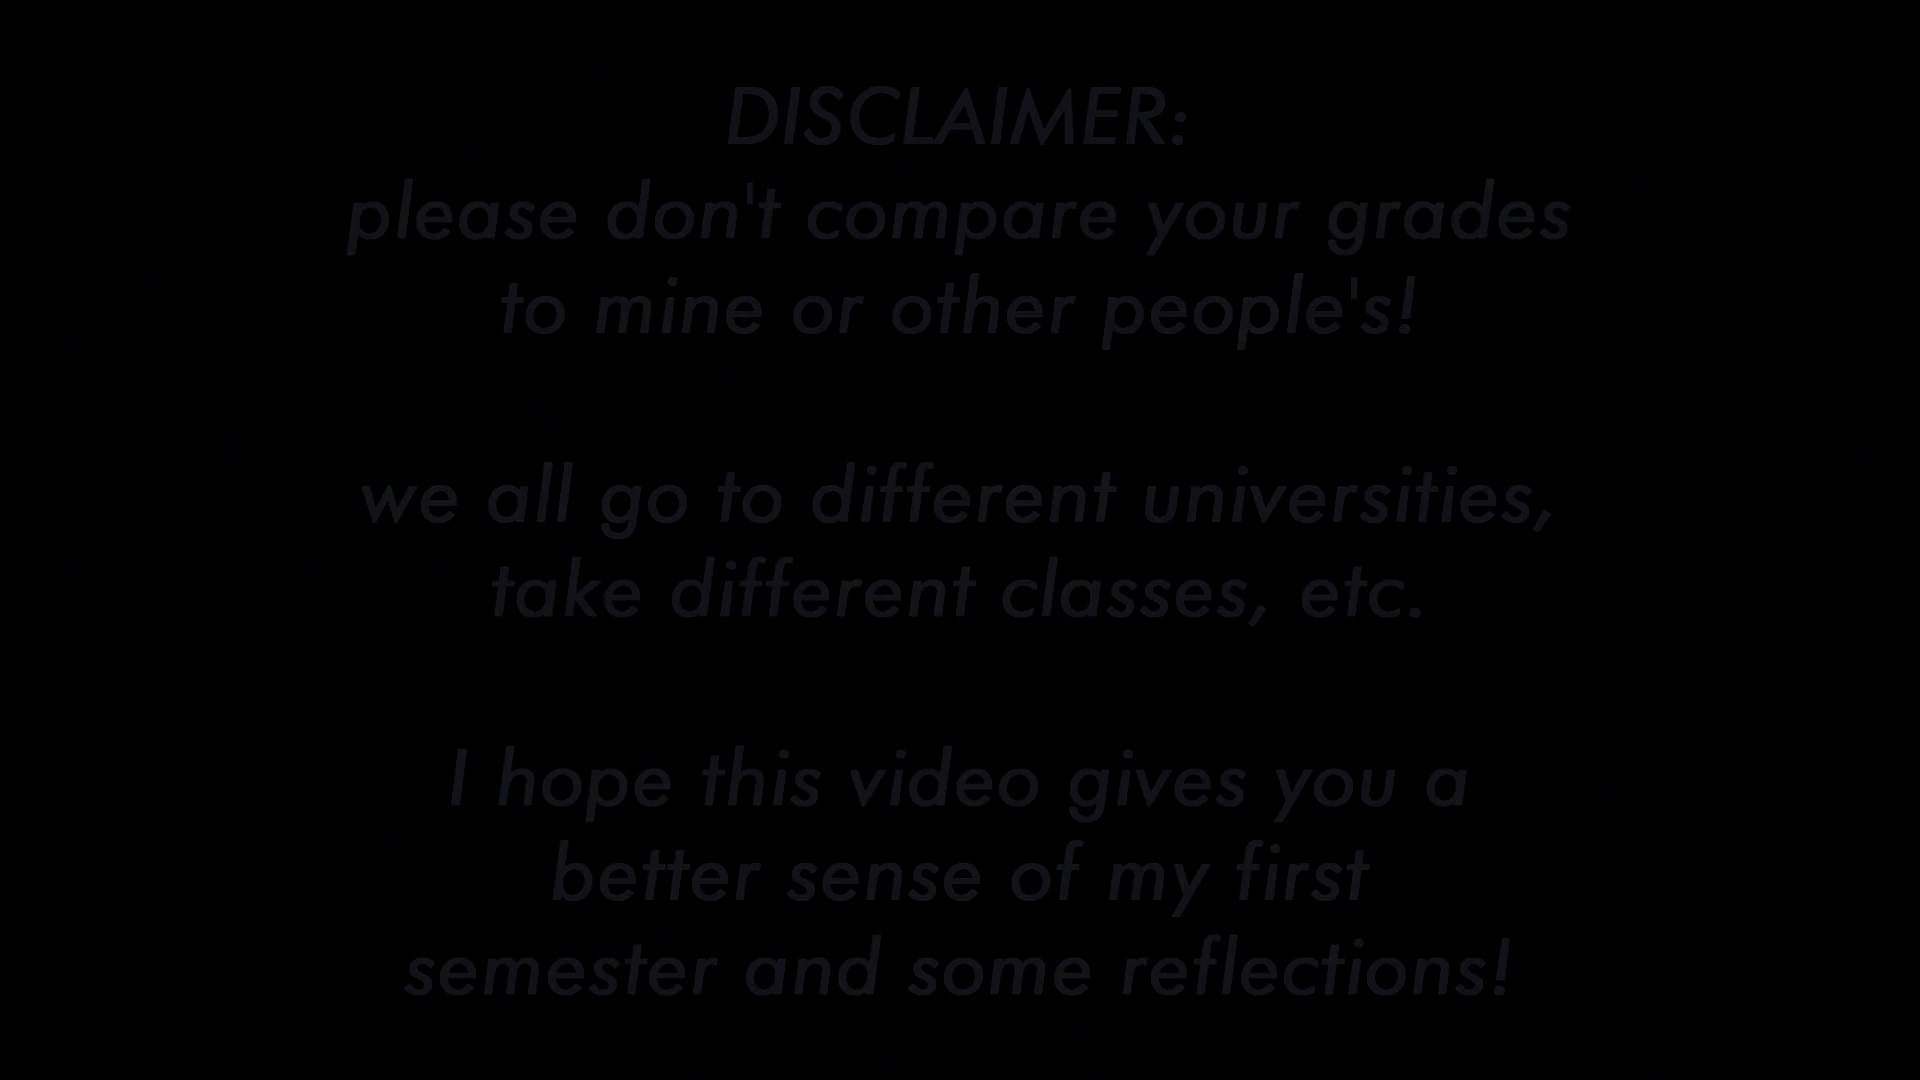 DISCLAIMER:
please don't compare your grades
to mine or other people's!
we all go to different universities,
take different classes, etc.
I hope this video gives you a
better sense of my first
semester and some reflections!